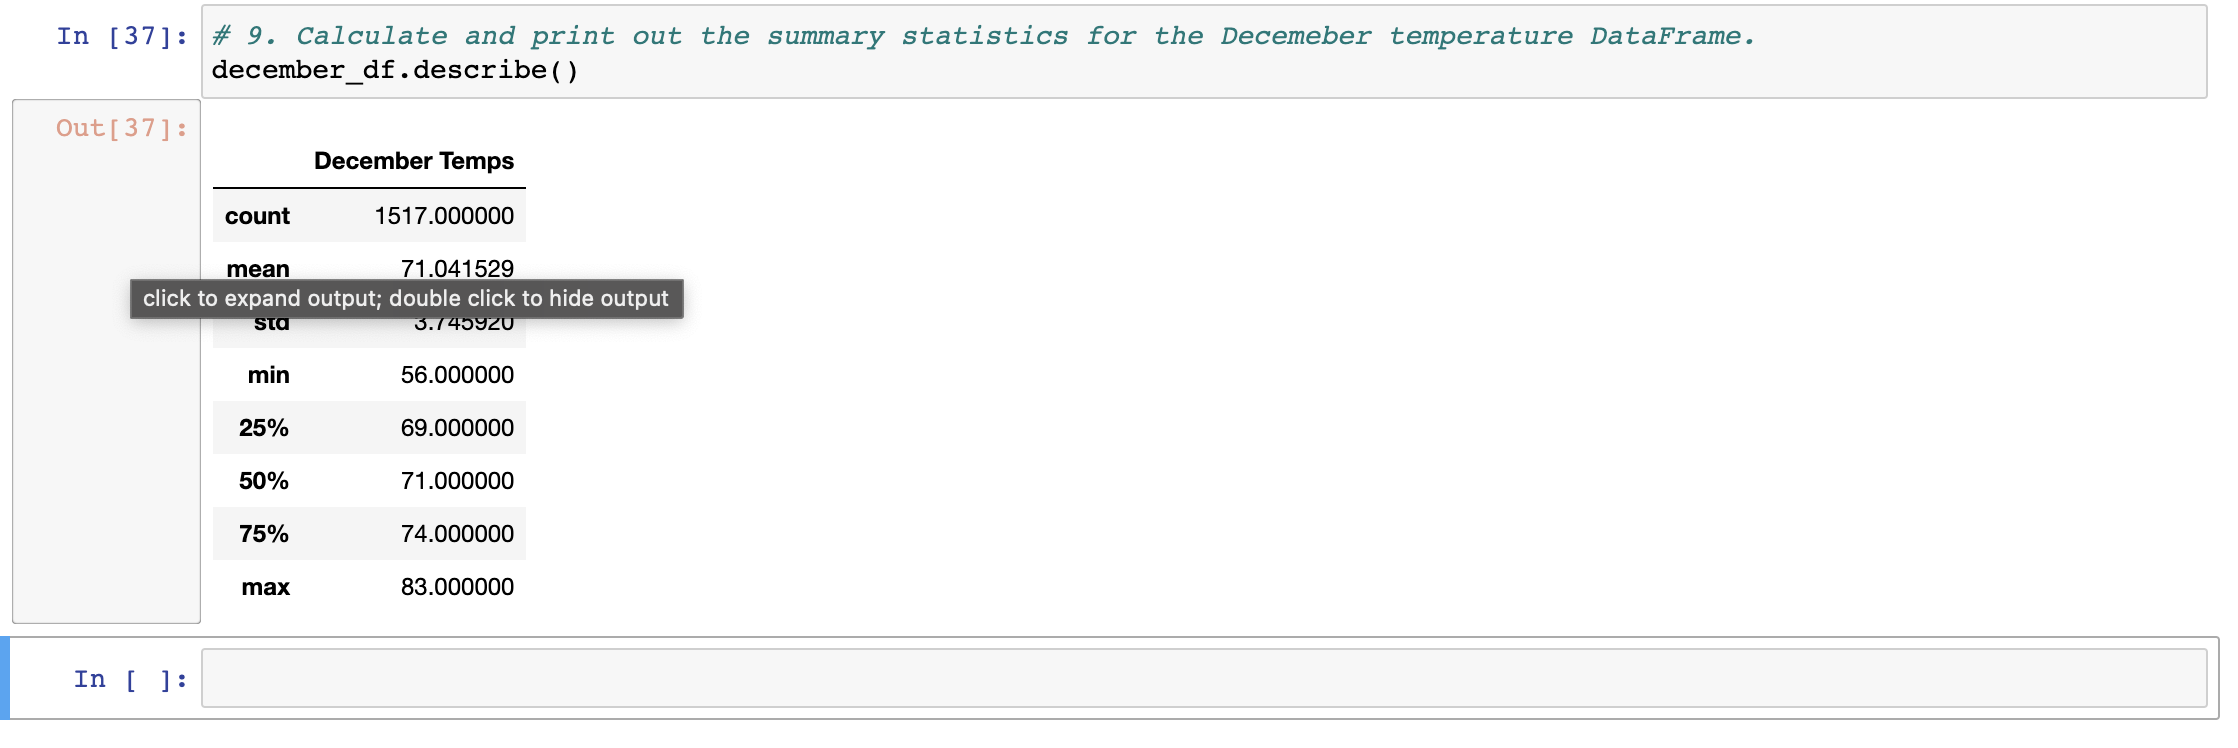 In [37]: # 9. Calculate and print out the summary statistics for the Decemeber temperature DataFrame.
december_df.describe()
Out[37]:
December Temps
count 1517.000000
mean 71.041529
click to expand output; double click to hide output
std 3.745920
min 56.000000
25% 69.000000
50% 71.000000
75% 74.000000
max 83.000000
In [ ]: